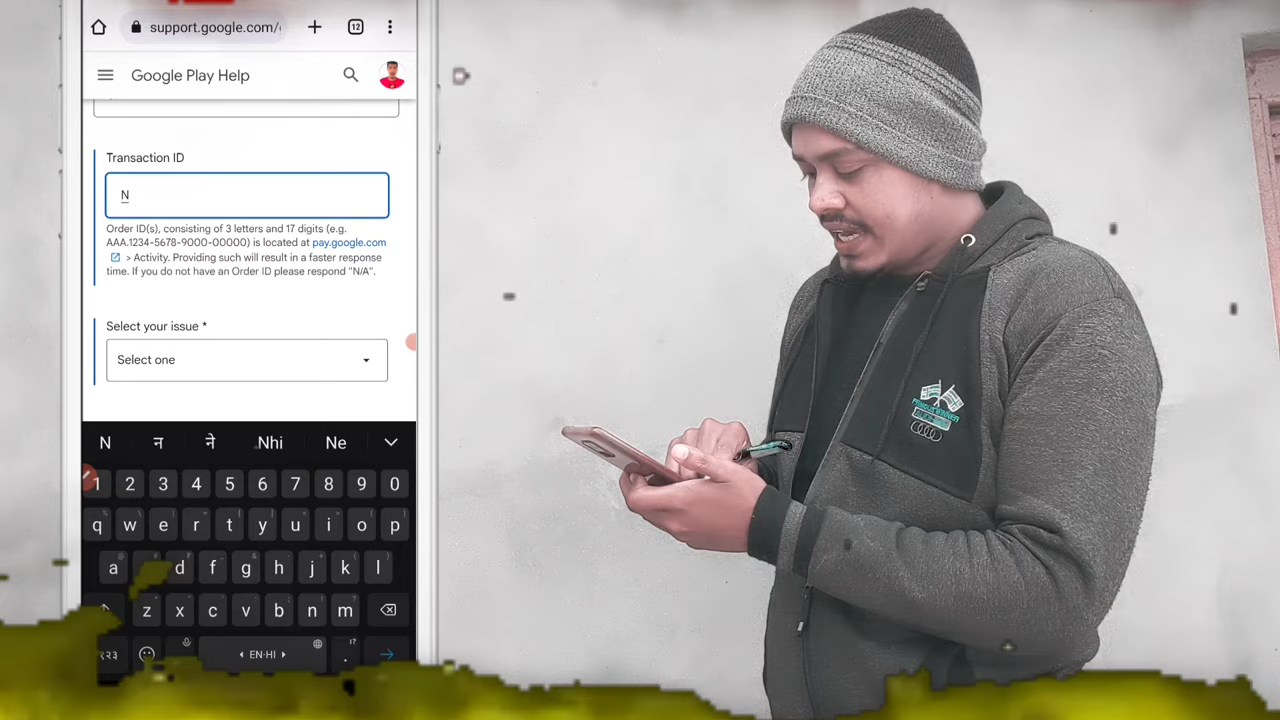 support.google.com/
12
Google Play Help
Transaction ID
N
Order ID(s), consisting of 3 letters and 17 digits (e.g.
AAA.1234-5678-9000-00000) is located at pay.google.com
> Activity. Providing such will result in a faster response
time. If you do not have an Order ID please respond "N/A".
Select your issue *
Select one
N न ने Nhi Ne
1 2 3 4 5 6 7 8 9 0
q w e r t y u i o p
a d f g h j k l
z x c v b n m
१२३ EN·HI .